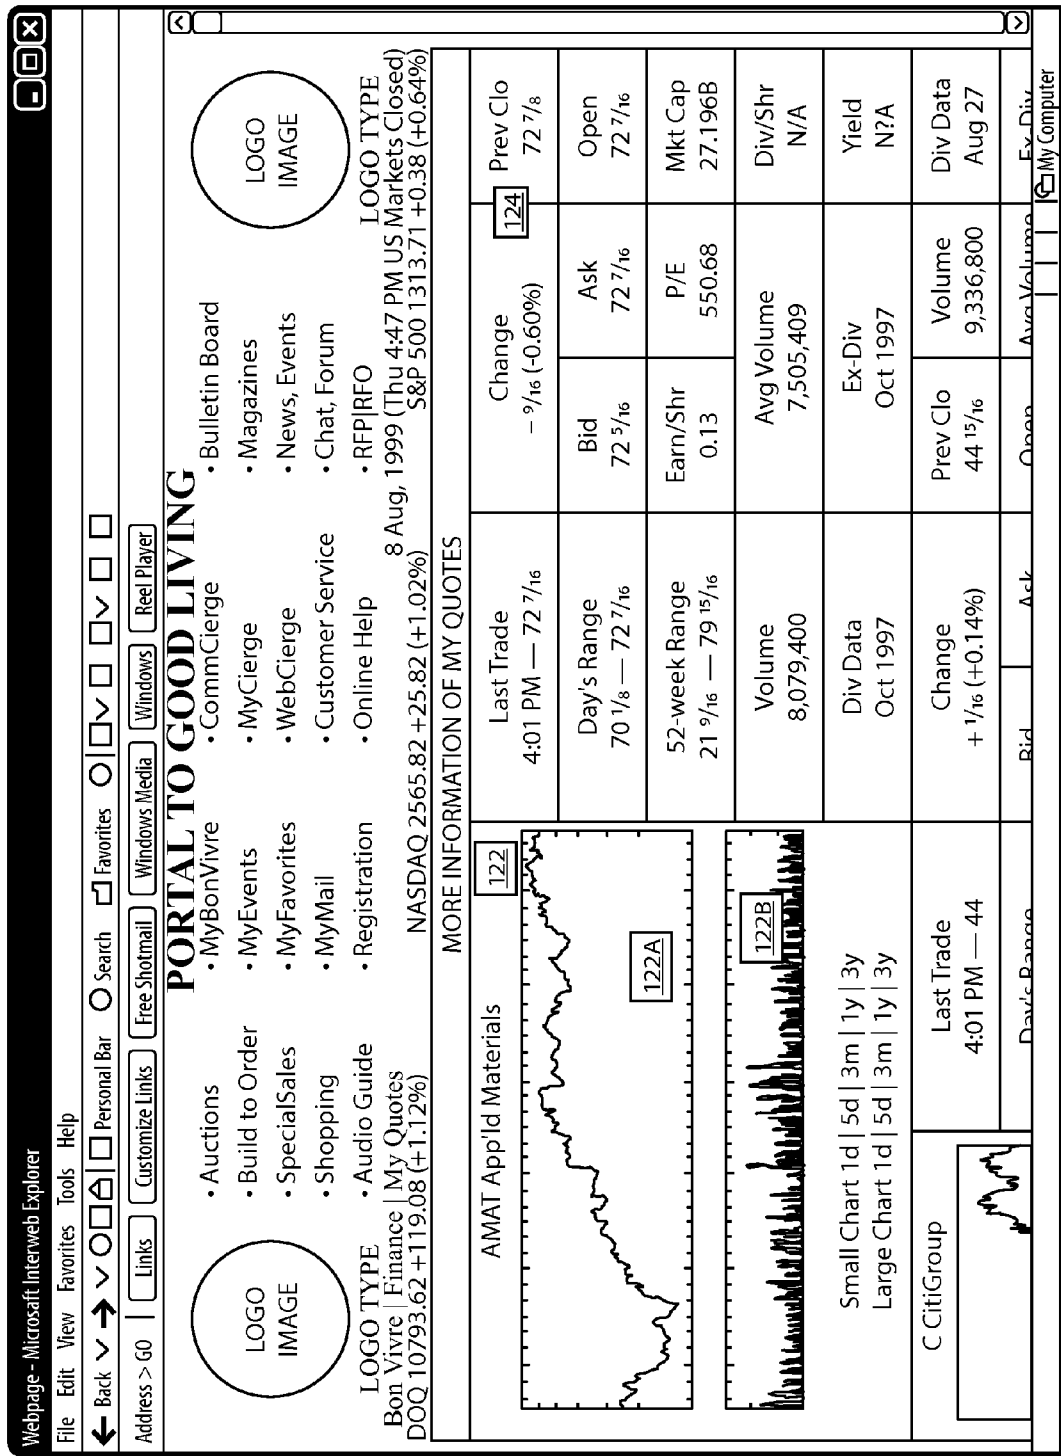 Webpage - Microsaft Interweb Explorer
File Edit View Favorites Tools Help
Back Personal Bar Search Favorites
Address > GO Links Customize Links Free Shotmail Windows Media Windows Reel Player
PORTAL TO GOOD LIVING
LOGO IMAGE
LOGO TYPE
• Auctions • MyBonVivre • CommCierge • Bulletin Board
• Build to Order • MyEvents • MyCierge • Magazines
• SpecialSales • MyFavorites • WebCierge • News, Events
• Shopping • MyMail • Customer Service • Chat, Forum
• Audio Guide • Registration • Online Help • RFP|RFO
LOGO IMAGE
LOGO TYPE
Bon Vivre | Finance | My Quotes 8 Aug, 1999 (Thu 4:47 PM US Markets Closed)
DOQ 10793.62 +119.08 (+1.12%) NASDAQ 2565.82 +25.82 (+1.02%) S&P 500 1313.71 +0.38 (+0.64%)
MORE INFORMATION OF MY QUOTES
AMAT App'ld Materials 122
122A
122B
Small Chart 1d | 5d | 3m | 1y | 3y
Large Chart 1d | 5d | 3m | 1y | 3y
Last Trade Change 124 Prev Clo
4:01 PM — 72 7/16 – 9/16 (-0.60%) 72 7/8
Day's Range Bid Ask Open
70 1/8 — 72 7/16 72 5/16 72 7/16 72 7/16
52-week Range Earn/Shr P/E Mkt Cap
21 9/16 — 79 15/16 0.13 550.68 27.196B
Volume Avg Volume Div/Shr
8,079,400 7,505,409 N/A
Div Data Ex-Div Yield
Oct 1997 Oct 1997 N?A
C CitiGroup
Last Trade Change Prev Clo Volume Div Data
4:01 PM — 44 + 1/16 (+0.14%) 44 15/16 9,336,800 Aug 27
Day's Range Bid Ask Open Avg Volume Ex-Div
My Computer